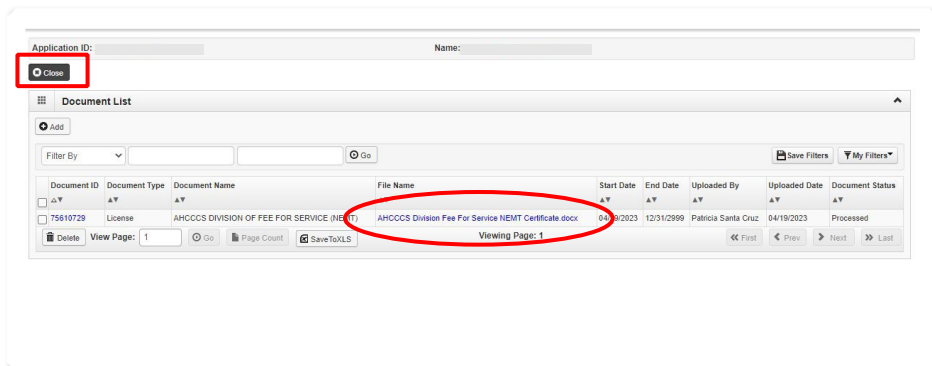 Application ID: Name:
Close
Document List
Add
Filter By Go Save Filters My Filters
Document ID Document Type Document Name File Name Start Date End Date Uploaded By Uploaded Date Document Status
75610729 License AHCCCS DIVISION OF FEE FOR SERVICE (NEMT) AHCCCS Division Fee For Service NEMT Certificate.docx 04/19/2023 12/31/2999 Patricia Santa Cruz 04/19/2023 Processed
Delete View Page: 1 Go Page Count SaveToXLS Viewing Page: 1 First Prev Next Last